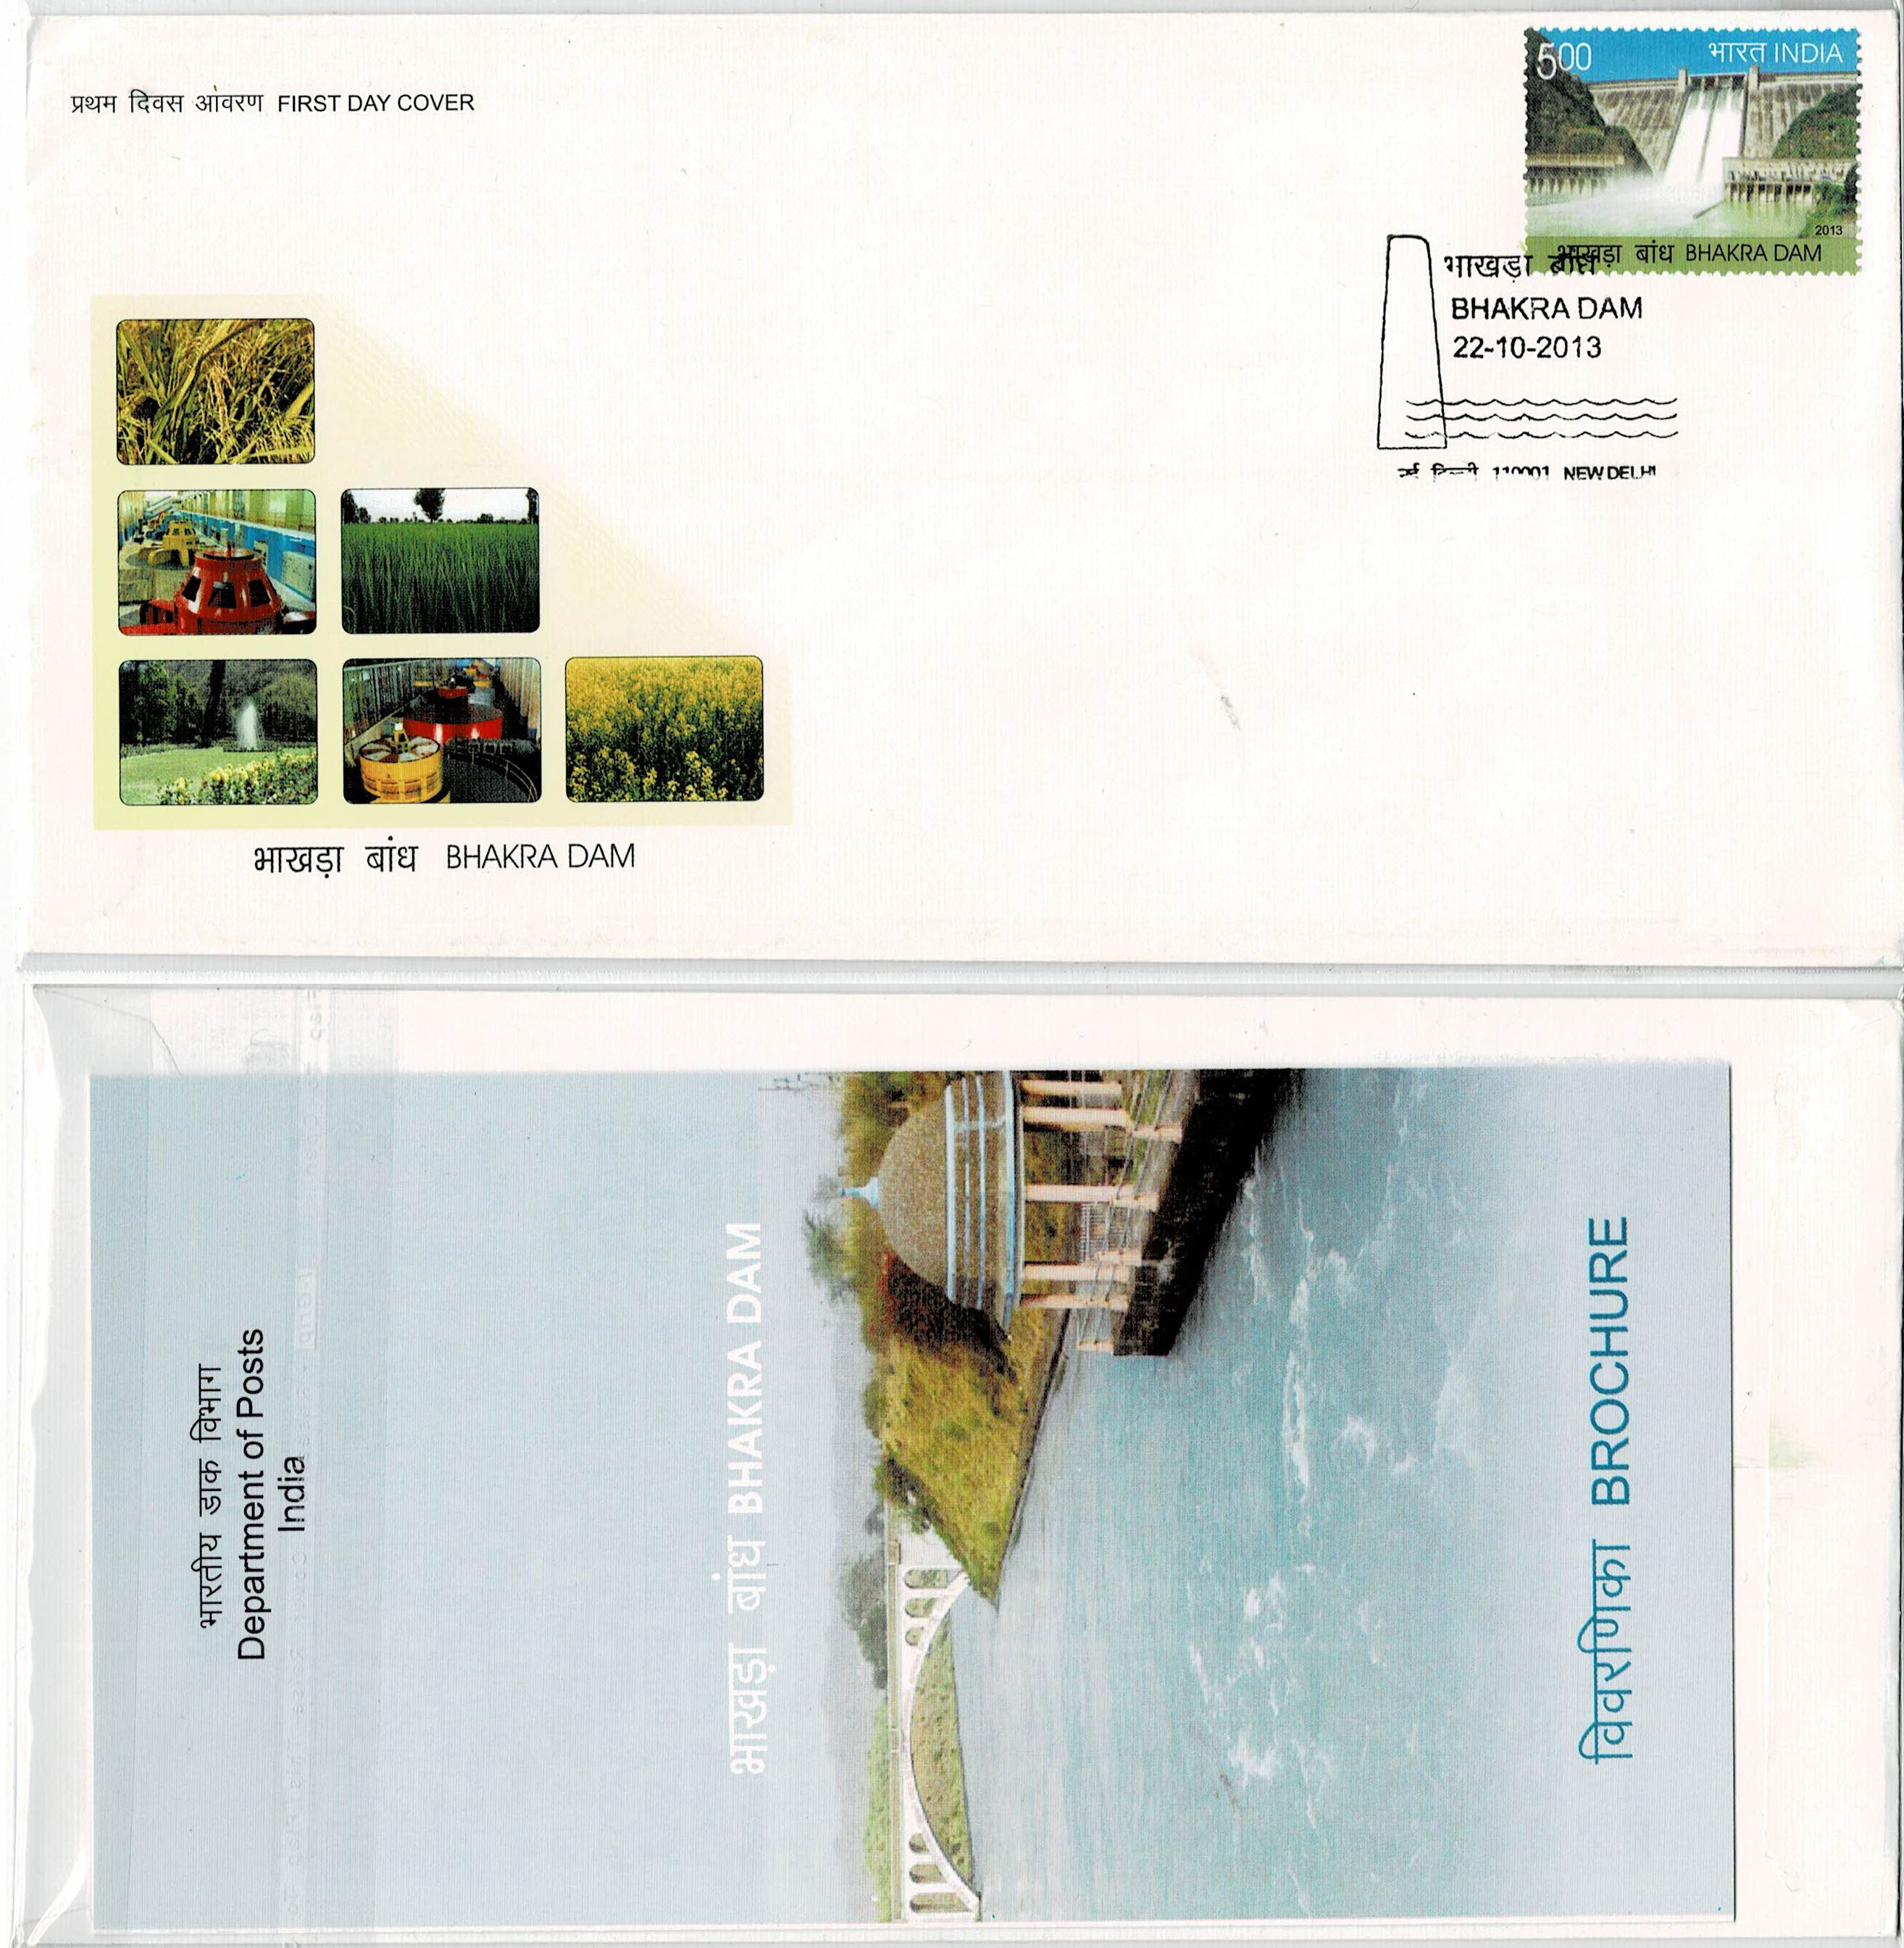 प्रथम दिवस आवरण FIRST DAY COVER
500
भारत INDIA
2013
भाखड़ा बांध BHAKRA DAM
भाखड़ा बांध
BHAKRA DAM
22-10-2013
110001 NEW DELHI
भाखड़ा बांध BHAKRA DAM
भारतीय डाक विभाग
Department of Posts
India
भाखड़ा बांध BHAKRA DAM
विवरणिका BROCHURE